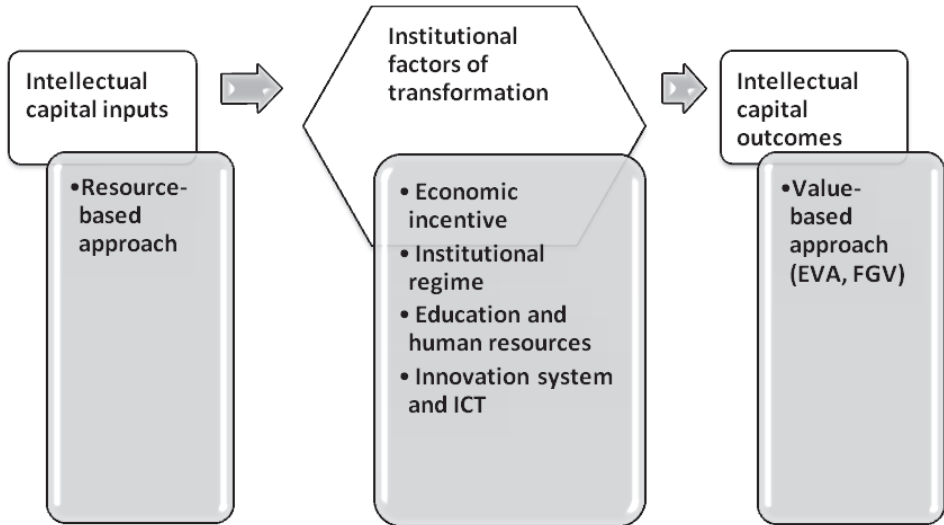 Intellectual
capital inputs
• Resource-
based
approach
Institutional
factors of
transformation
• Economic
incentive
• Institutional
regime
• Education and
human resources
• Innovation system
and ICT
Intellectual
capital
outcomes
• Value-
based
approach
(EVA, FGV)